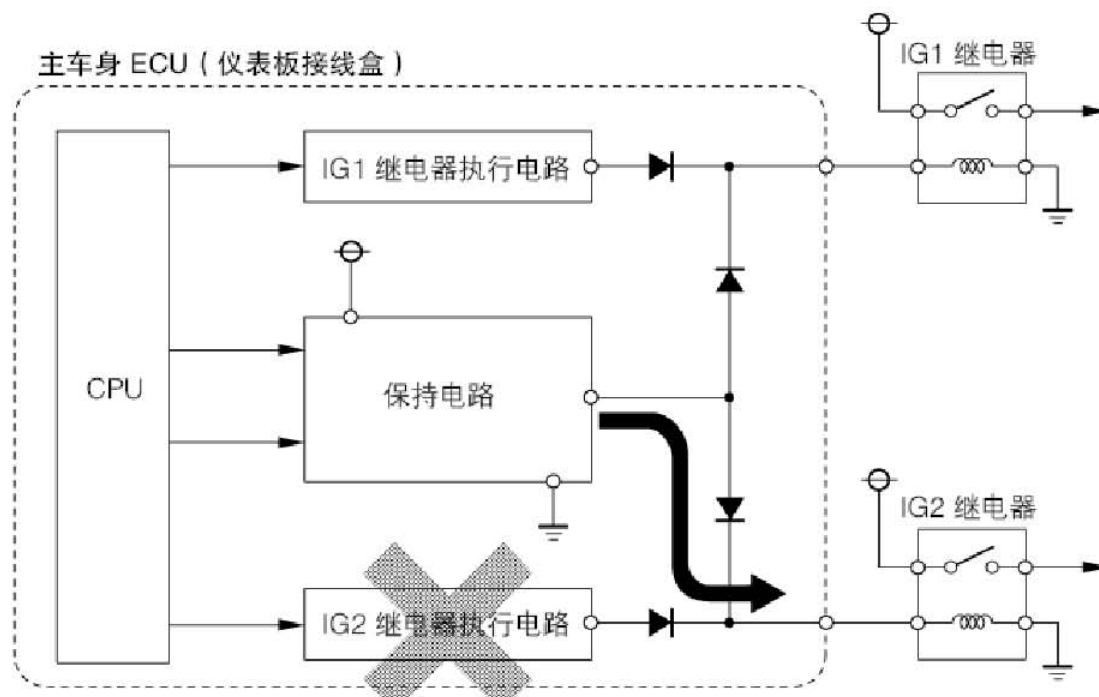 主车身 ECU（仪表板接线盒）
IG1 继电器
IG1 继电器执行电路
CPU
保持电路
IG2 继电器
IG2 继电器执行电路